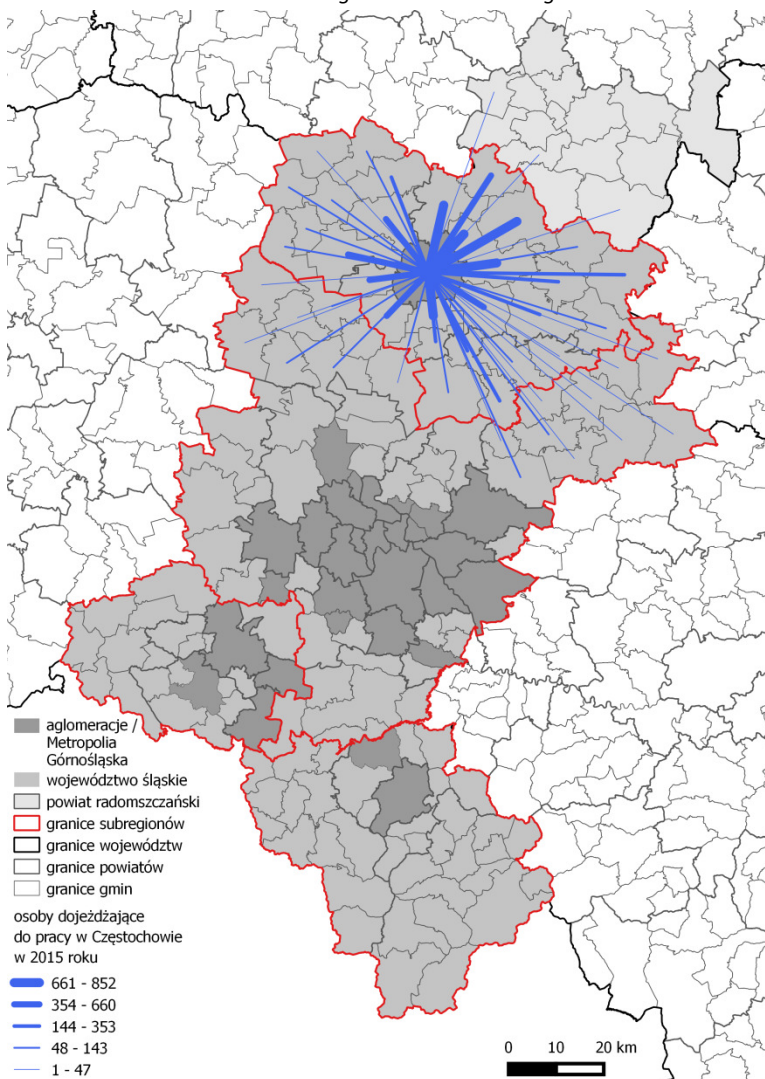 aglomeracje /
Metropolia
Górnośląska
województwo śląskie
powiat radomszczański
granice subregionów
granice województw
granice powiatów
granice gmin
osoby dojeżdżające
do pracy w Częstochowie
w 2015 roku
661 - 852
354 - 660
144 - 353
48 - 143
1 - 47
0 10 20 km